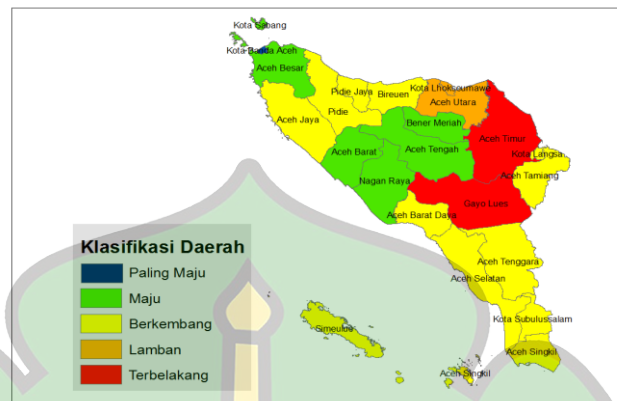 Kota Sabang
Kota Banda Aceh
Aceh Besar
Pidie Jaya
Bireuen
Kota Lhokseumawe
Aceh Utara
Aceh Jaya
Pidie
Bener Meriah
Aceh Timur
Aceh Barat
Aceh Tengah
Kota Langsa
Aceh Tamiang
Nagan Raya
Gayo Lues
Aceh Barat Daya
Klasifikasi Daerah
Paling Maju
Maju
Berkembang
Lamban
Terbelakang
Aceh Tenggara
Aceh Selatan
Kota Subulussalam
Simeulue
Aceh Singkil
Aceh Singkil